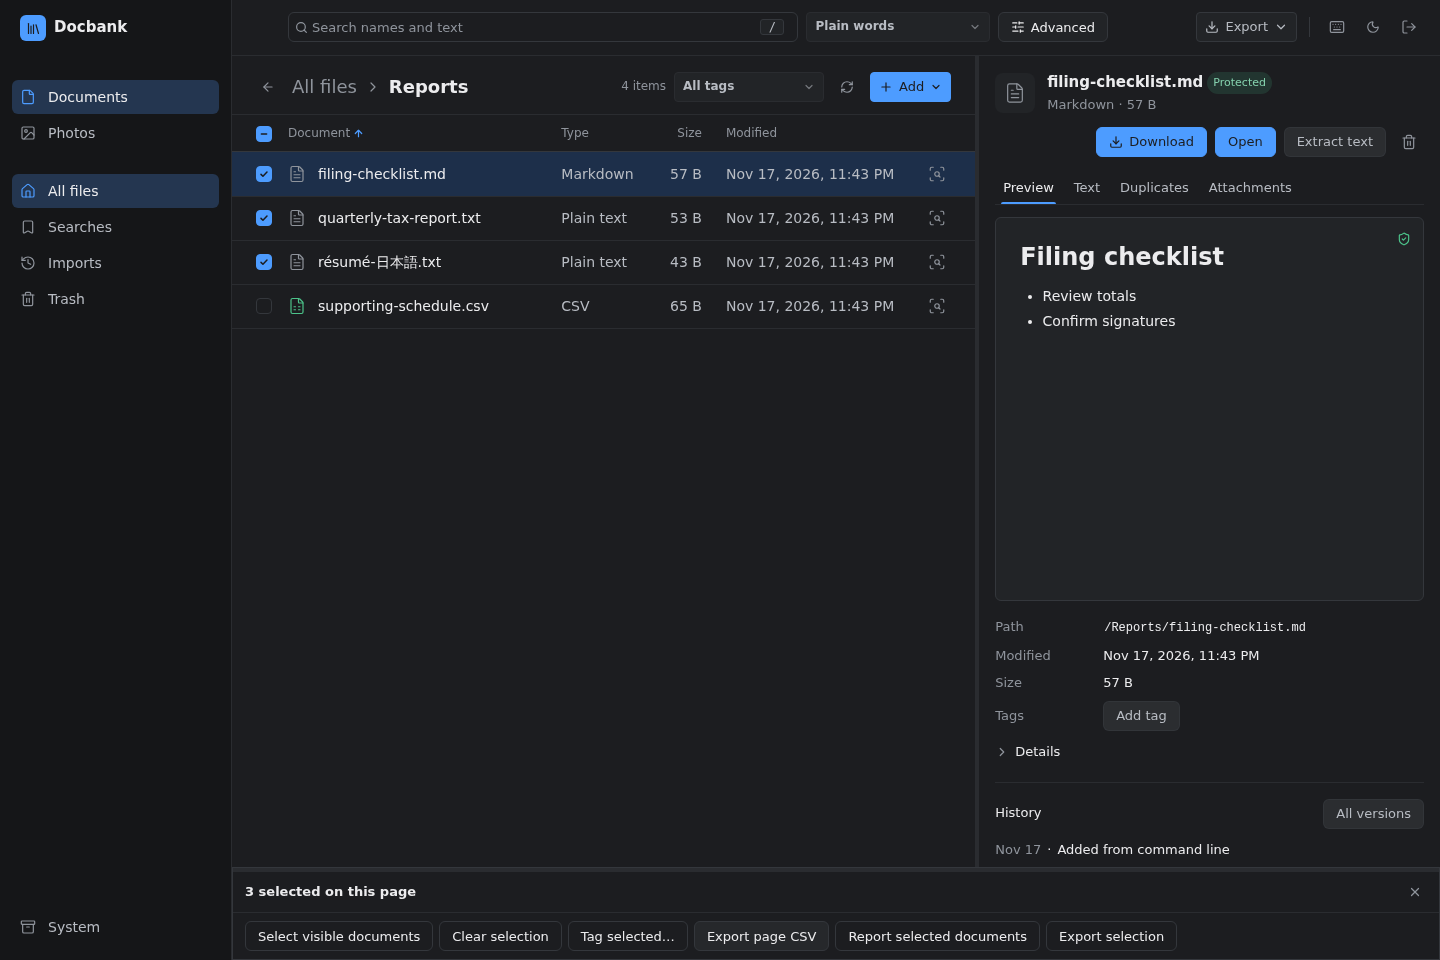 Docbank
Search names and text /
Plain words
Advanced
Export
Documents
Photos
All files
Searches
Imports
Trash
System
All files > Reports
4 items
All tags
Add
Document Type Size Modified
filing-checklist.md Markdown 57 B Nov 17, 2026, 11:43 PM
quarterly-tax-report.txt Plain text 53 B Nov 17, 2026, 11:43 PM
résumé-日本語.txt Plain text 43 B Nov 17, 2026, 11:43 PM
supporting-schedule.csv CSV 65 B Nov 17, 2026, 11:43 PM
filing-checklist.md Protected
Markdown · 57 B
Download Open Extract text
Preview Text Duplicates Attachments
Filing checklist
• Review totals
• Confirm signatures
Path /Reports/filing-checklist.md
Modified Nov 17, 2026, 11:43 PM
Size 57 B
Tags Add tag
Details
History All versions
Nov 17 · Added from command line
3 selected on this page
Select visible documents Clear selection Tag selected... Export page CSV Report selected documents Export selection